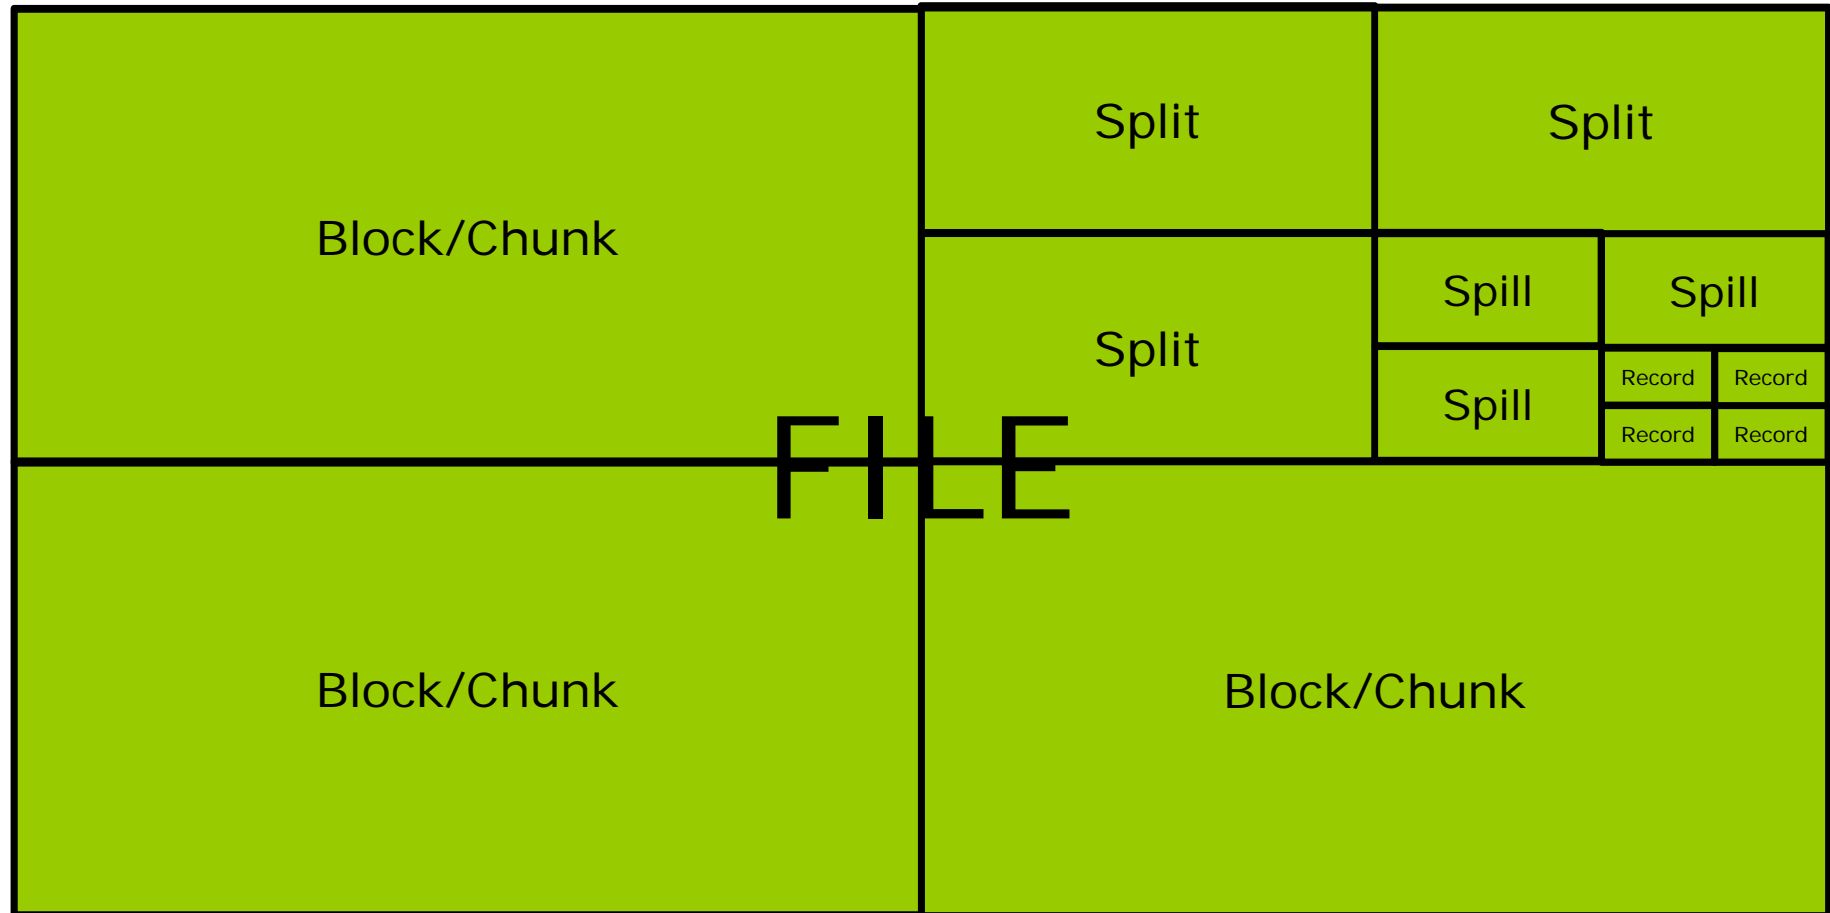 Split
Split
Block/Chunk
Spill
Spill
Split
Record
Record
Spill
Record
Record
FILE
Block/Chunk
Block/Chunk